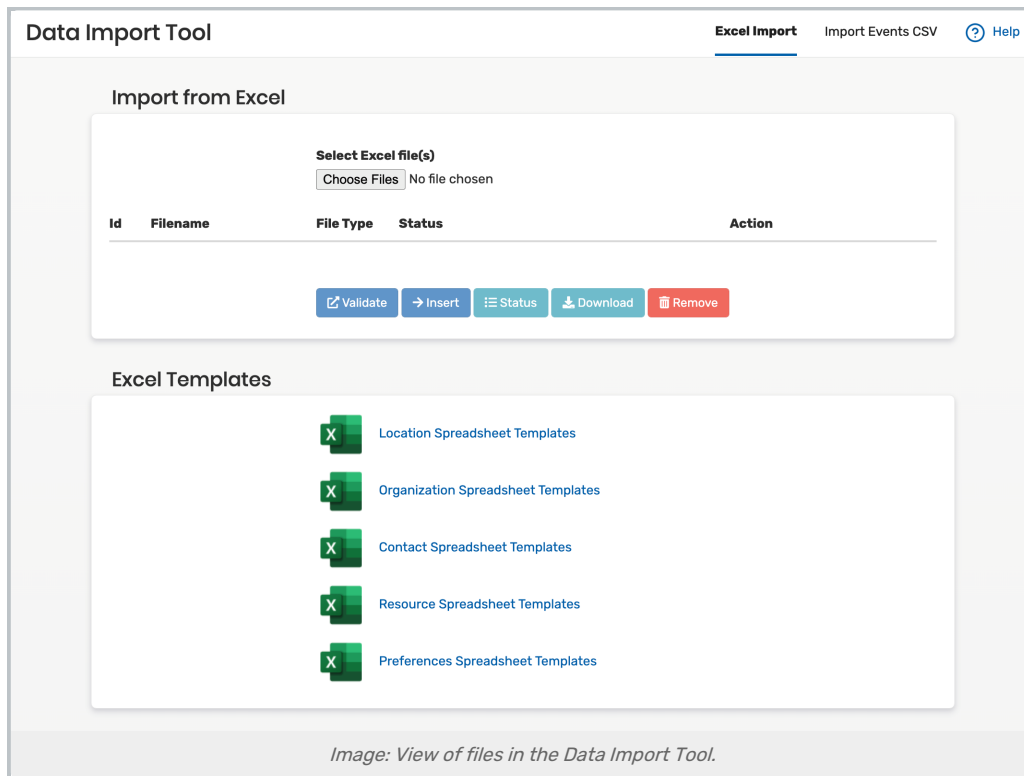 Data Import Tool
Excel Import
Import Events CSV
? Help
Import from Excel
Select Excel file(s)
Choose Files No file chosen
Id Filename File Type Status Action
Validate Insert Status Download Remove
Excel Templates
X Location Spreadsheet Templates
X Organization Spreadsheet Templates
X Contact Spreadsheet Templates
X Resource Spreadsheet Templates
X Preferences Spreadsheet Templates
Image: View of files in the Data Import Tool.